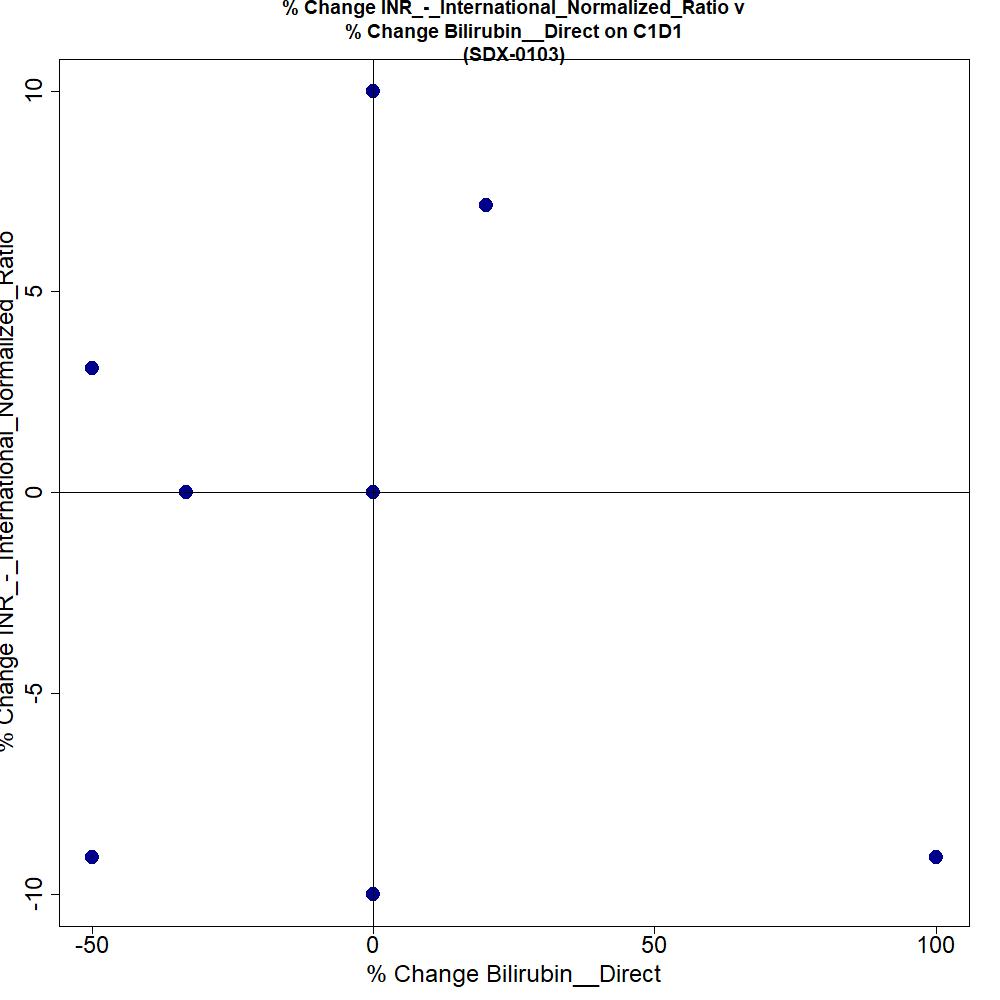 % Change INR_-_International_Normalized_Ratio v
% Change Bilirubin__Direct on C1D1
(SDX-0103)
% Change INR_-_International_Normalized_Ratio
10
5
0
-5
-10
-50
0
50
100
% Change Bilirubin__Direct